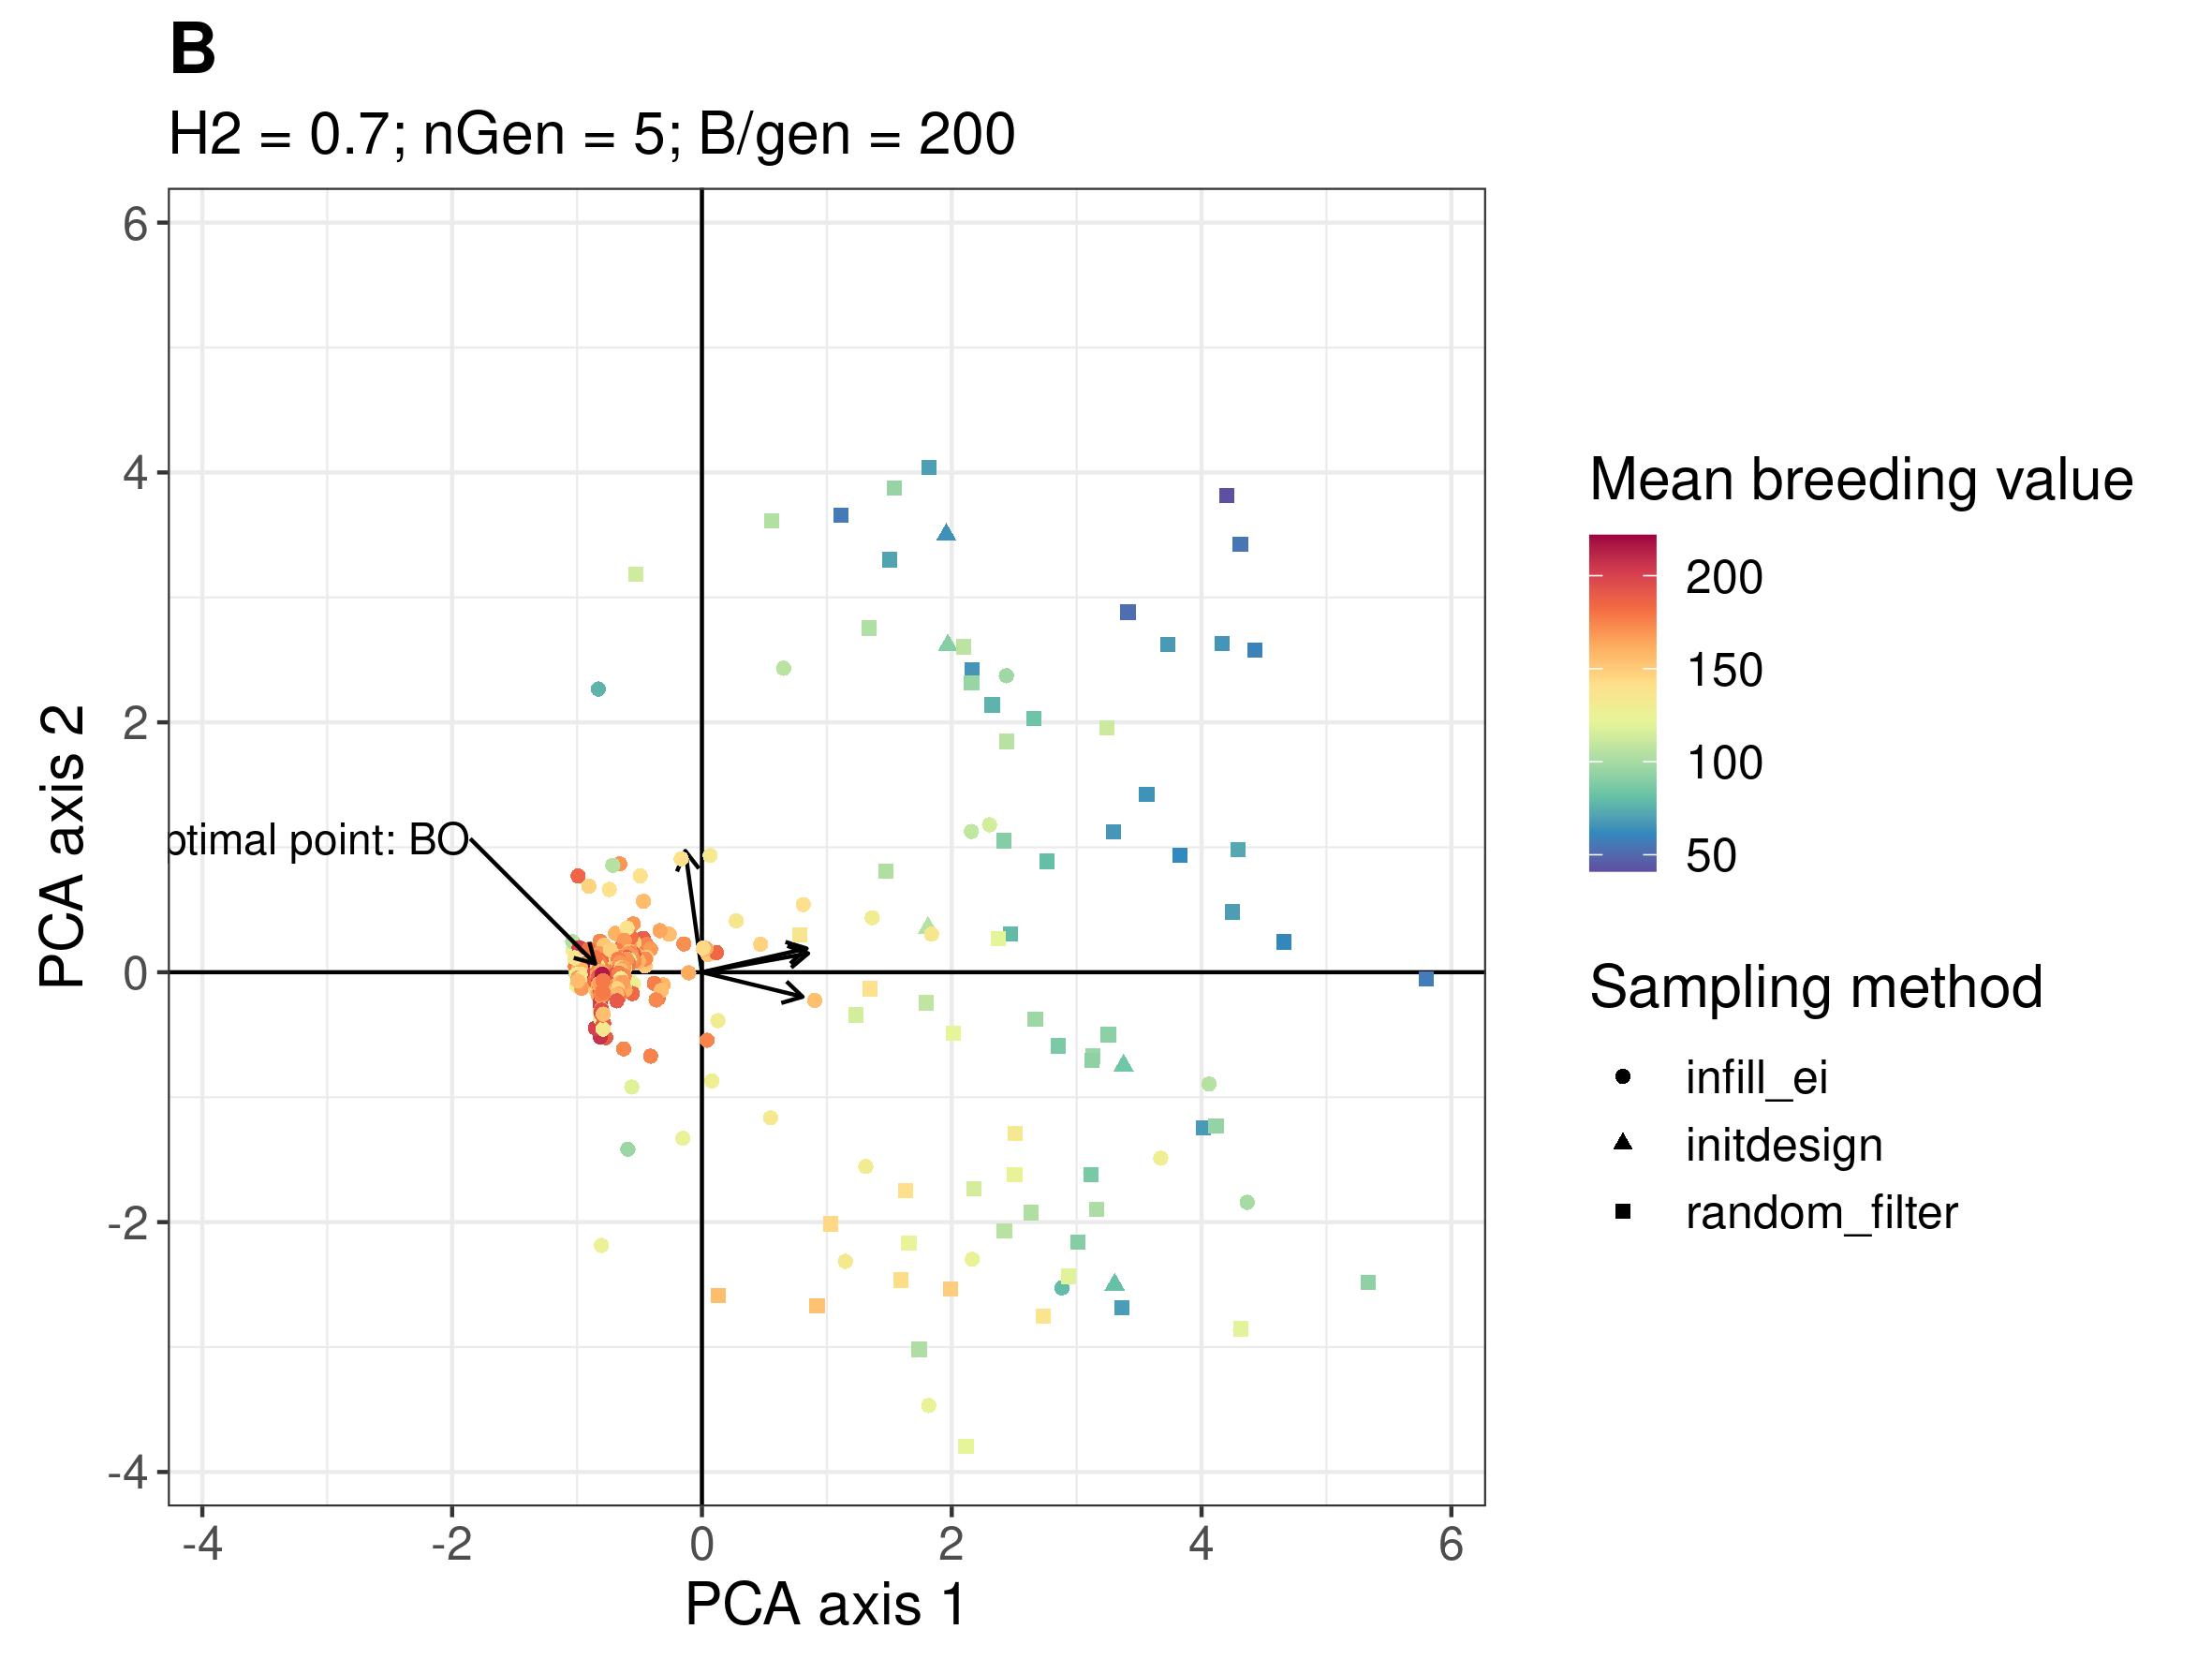 B
H2 = 0.7; nGen = 5; B/gen = 200
6
4
2
0
-2
-4
PCA axis 2
ptimal point: BO
-4
-2
0
2
4
6
PCA axis 1
Mean breeding value
200
150
100
50
Sampling method
infill_ei
initdesign
random_filter